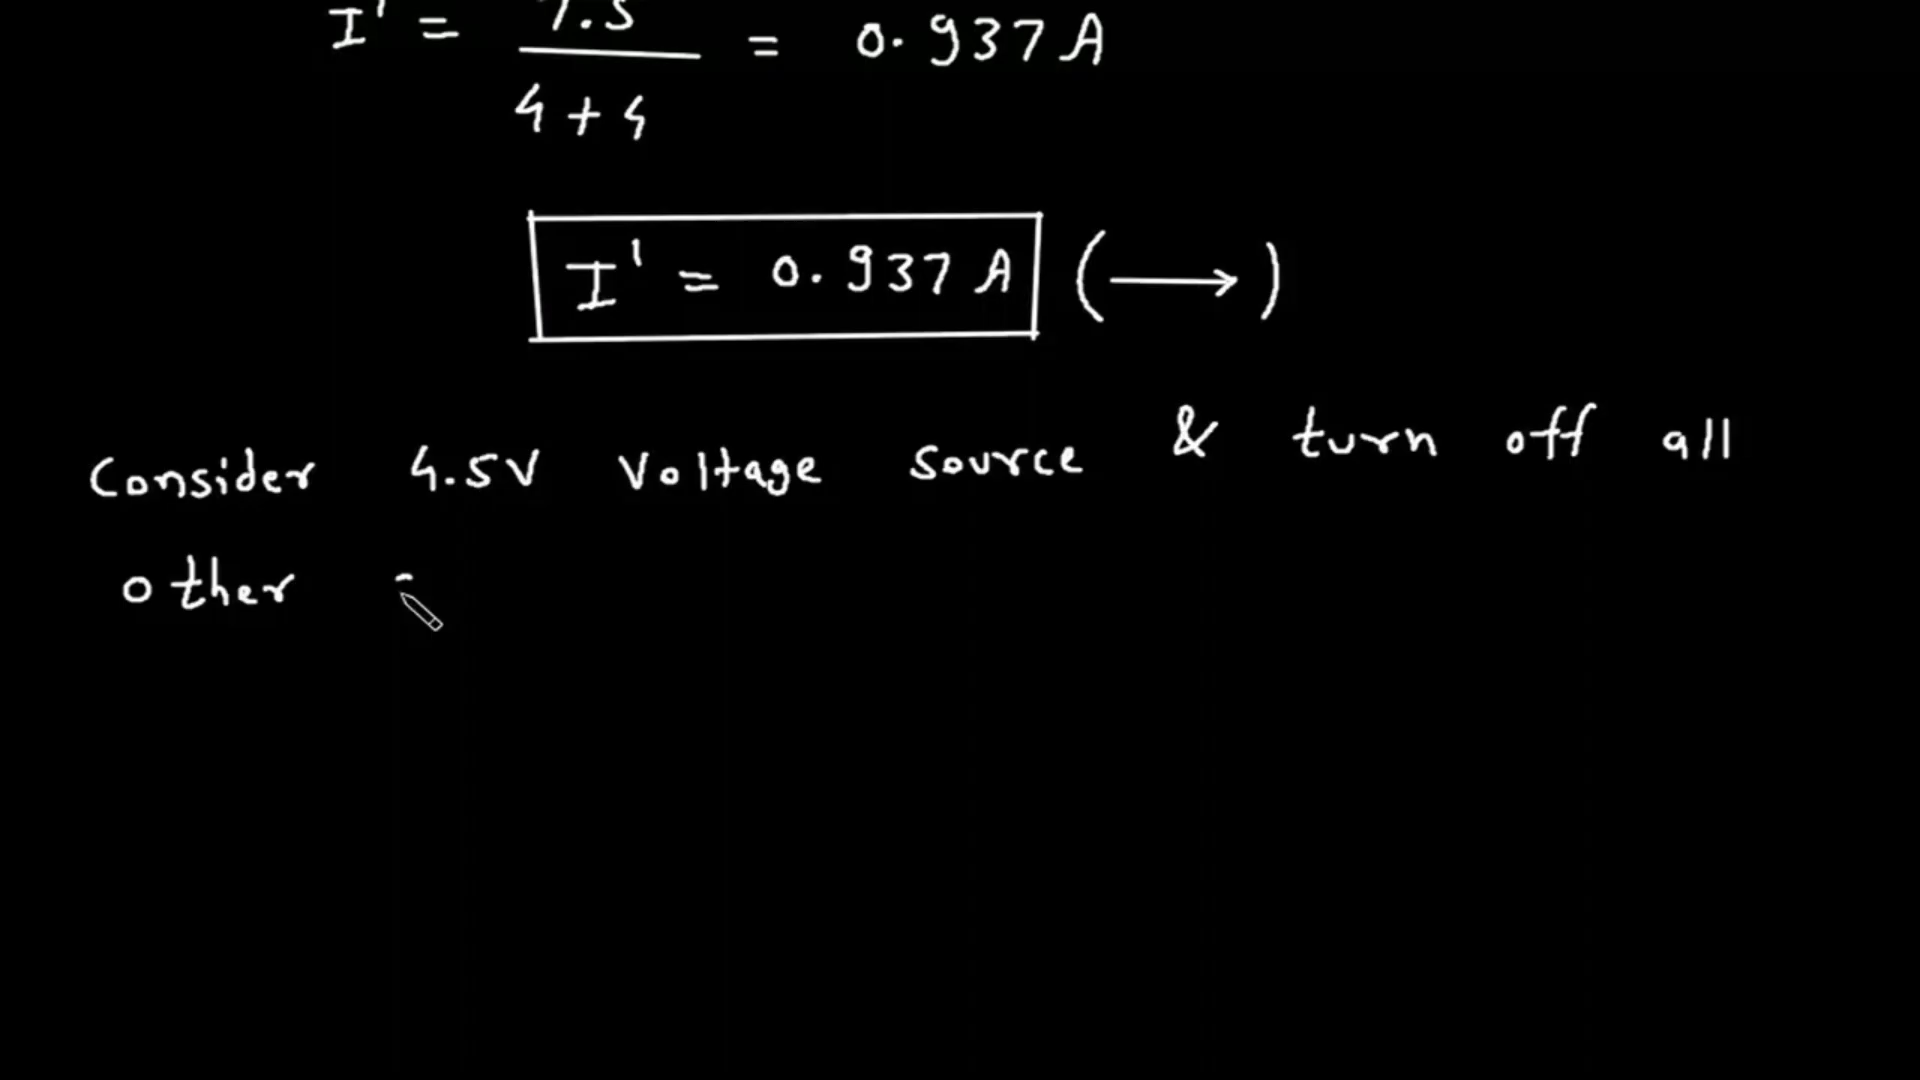 I' = 7.5 / 4 + 4 = 0.937 A
I' = 0.937 A (→)
Consider 4.5V Voltage source & turn off all
other